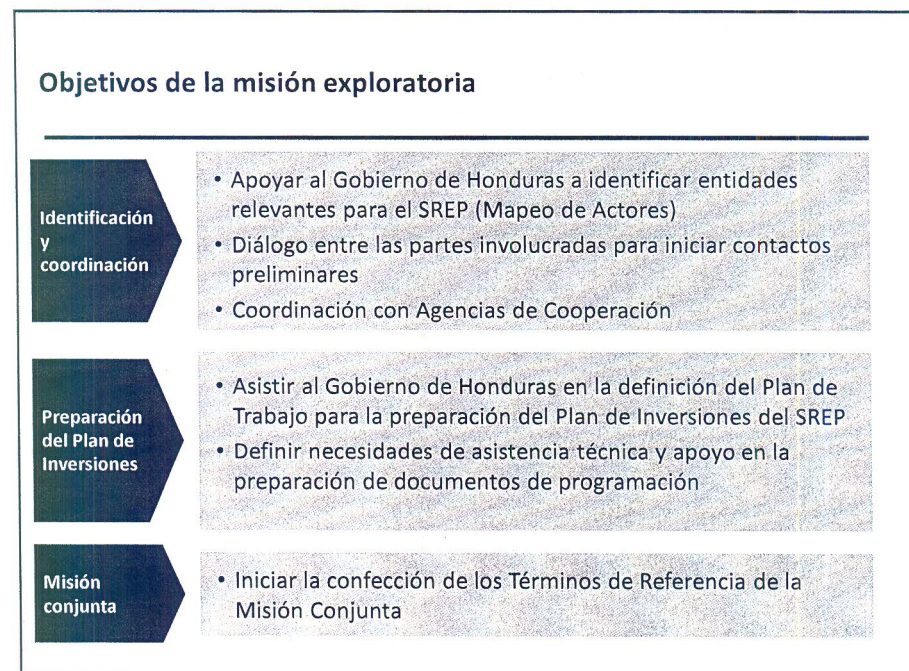 Objetivos de la misión exploratoria
Identificación
y
coordinación
• Apoyar al Gobierno de Honduras a identificar entidades
relevantes para el SREP (Mapeo de Actores)
• Diálogo entre las partes involucradas para iniciar contactos
preliminares
• Coordinación con Agencias de Cooperación
Preparación
del Plan de
Inversiones
• Asistir al Gobierno de Honduras en la definición del Plan de
Trabajo para la preparación del Plan de Inversiones del SREP
• Definir necesidades de asistencia técnica y apoyo en la
preparación de documentos de programación
Misión
conjunta
• Iniciar la confección de los Términos de Referencia de la
Misión Conjunta